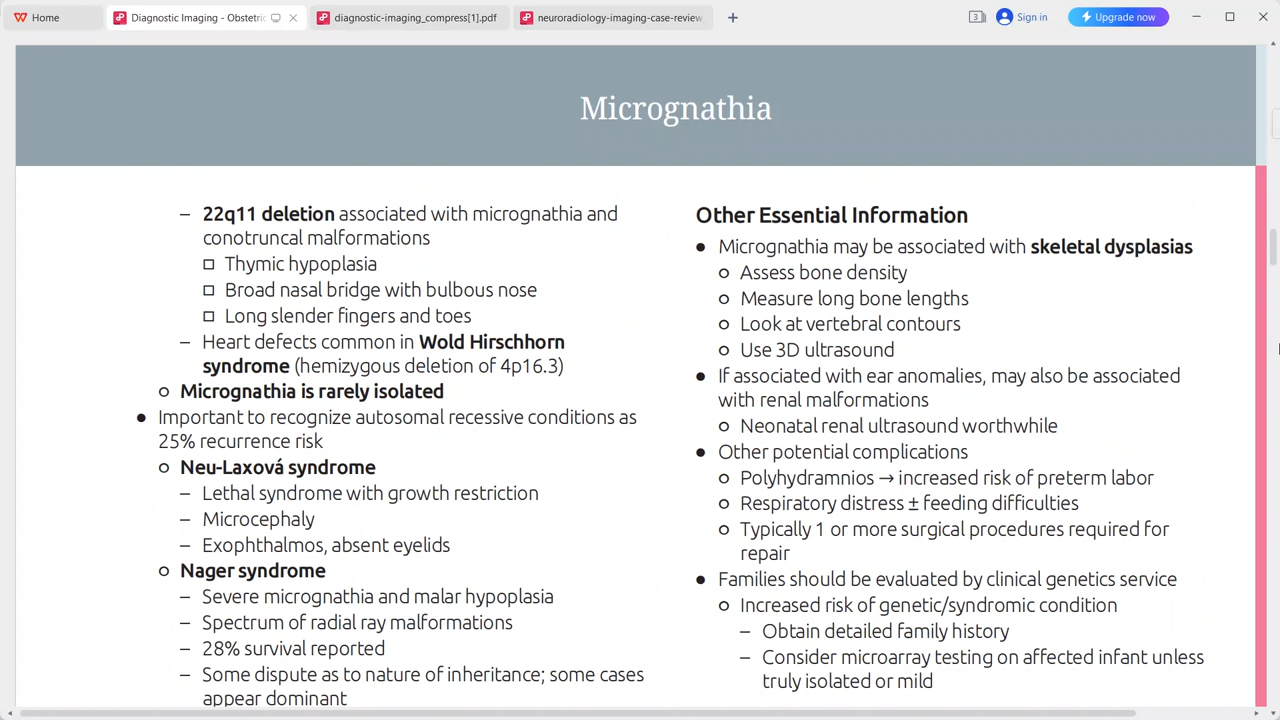 Home
Diagnostic Imaging - Obstetric
diagnostic-imaging_compress[1].pdf
neuroradiology-imaging-case-review
3
Sign in
Upgrade now
Micrognathia
– 22q11 deletion associated with micrognathia and
conotruncal malformations
□ Thymic hypoplasia
□ Broad nasal bridge with bulbous nose
□ Long slender fingers and toes
– Heart defects common in Wold Hirschhorn
syndrome (hemizygous deletion of 4p16.3)
○ Micrognathia is rarely isolated
● Important to recognize autosomal recessive conditions as
25% recurrence risk
○ Neu-Laxová syndrome
– Lethal syndrome with growth restriction
– Microcephaly
– Exophthalmos, absent eyelids
○ Nager syndrome
– Severe micrognathia and malar hypoplasia
– Spectrum of radial ray malformations
– 28% survival reported
– Some dispute as to nature of inheritance; some cases
appear dominant
Other Essential Information
● Micrognathia may be associated with skeletal dysplasias
○ Assess bone density
○ Measure long bone lengths
○ Look at vertebral contours
○ Use 3D ultrasound
● If associated with ear anomalies, may also be associated
with renal malformations
○ Neonatal renal ultrasound worthwhile
● Other potential complications
○ Polyhydramnios → increased risk of preterm labor
○ Respiratory distress ± feeding difficulties
○ Typically 1 or more surgical procedures required for
repair
● Families should be evaluated by clinical genetics service
○ Increased risk of genetic/syndromic condition
– Obtain detailed family history
– Consider microarray testing on affected infant unless
truly isolated or mild